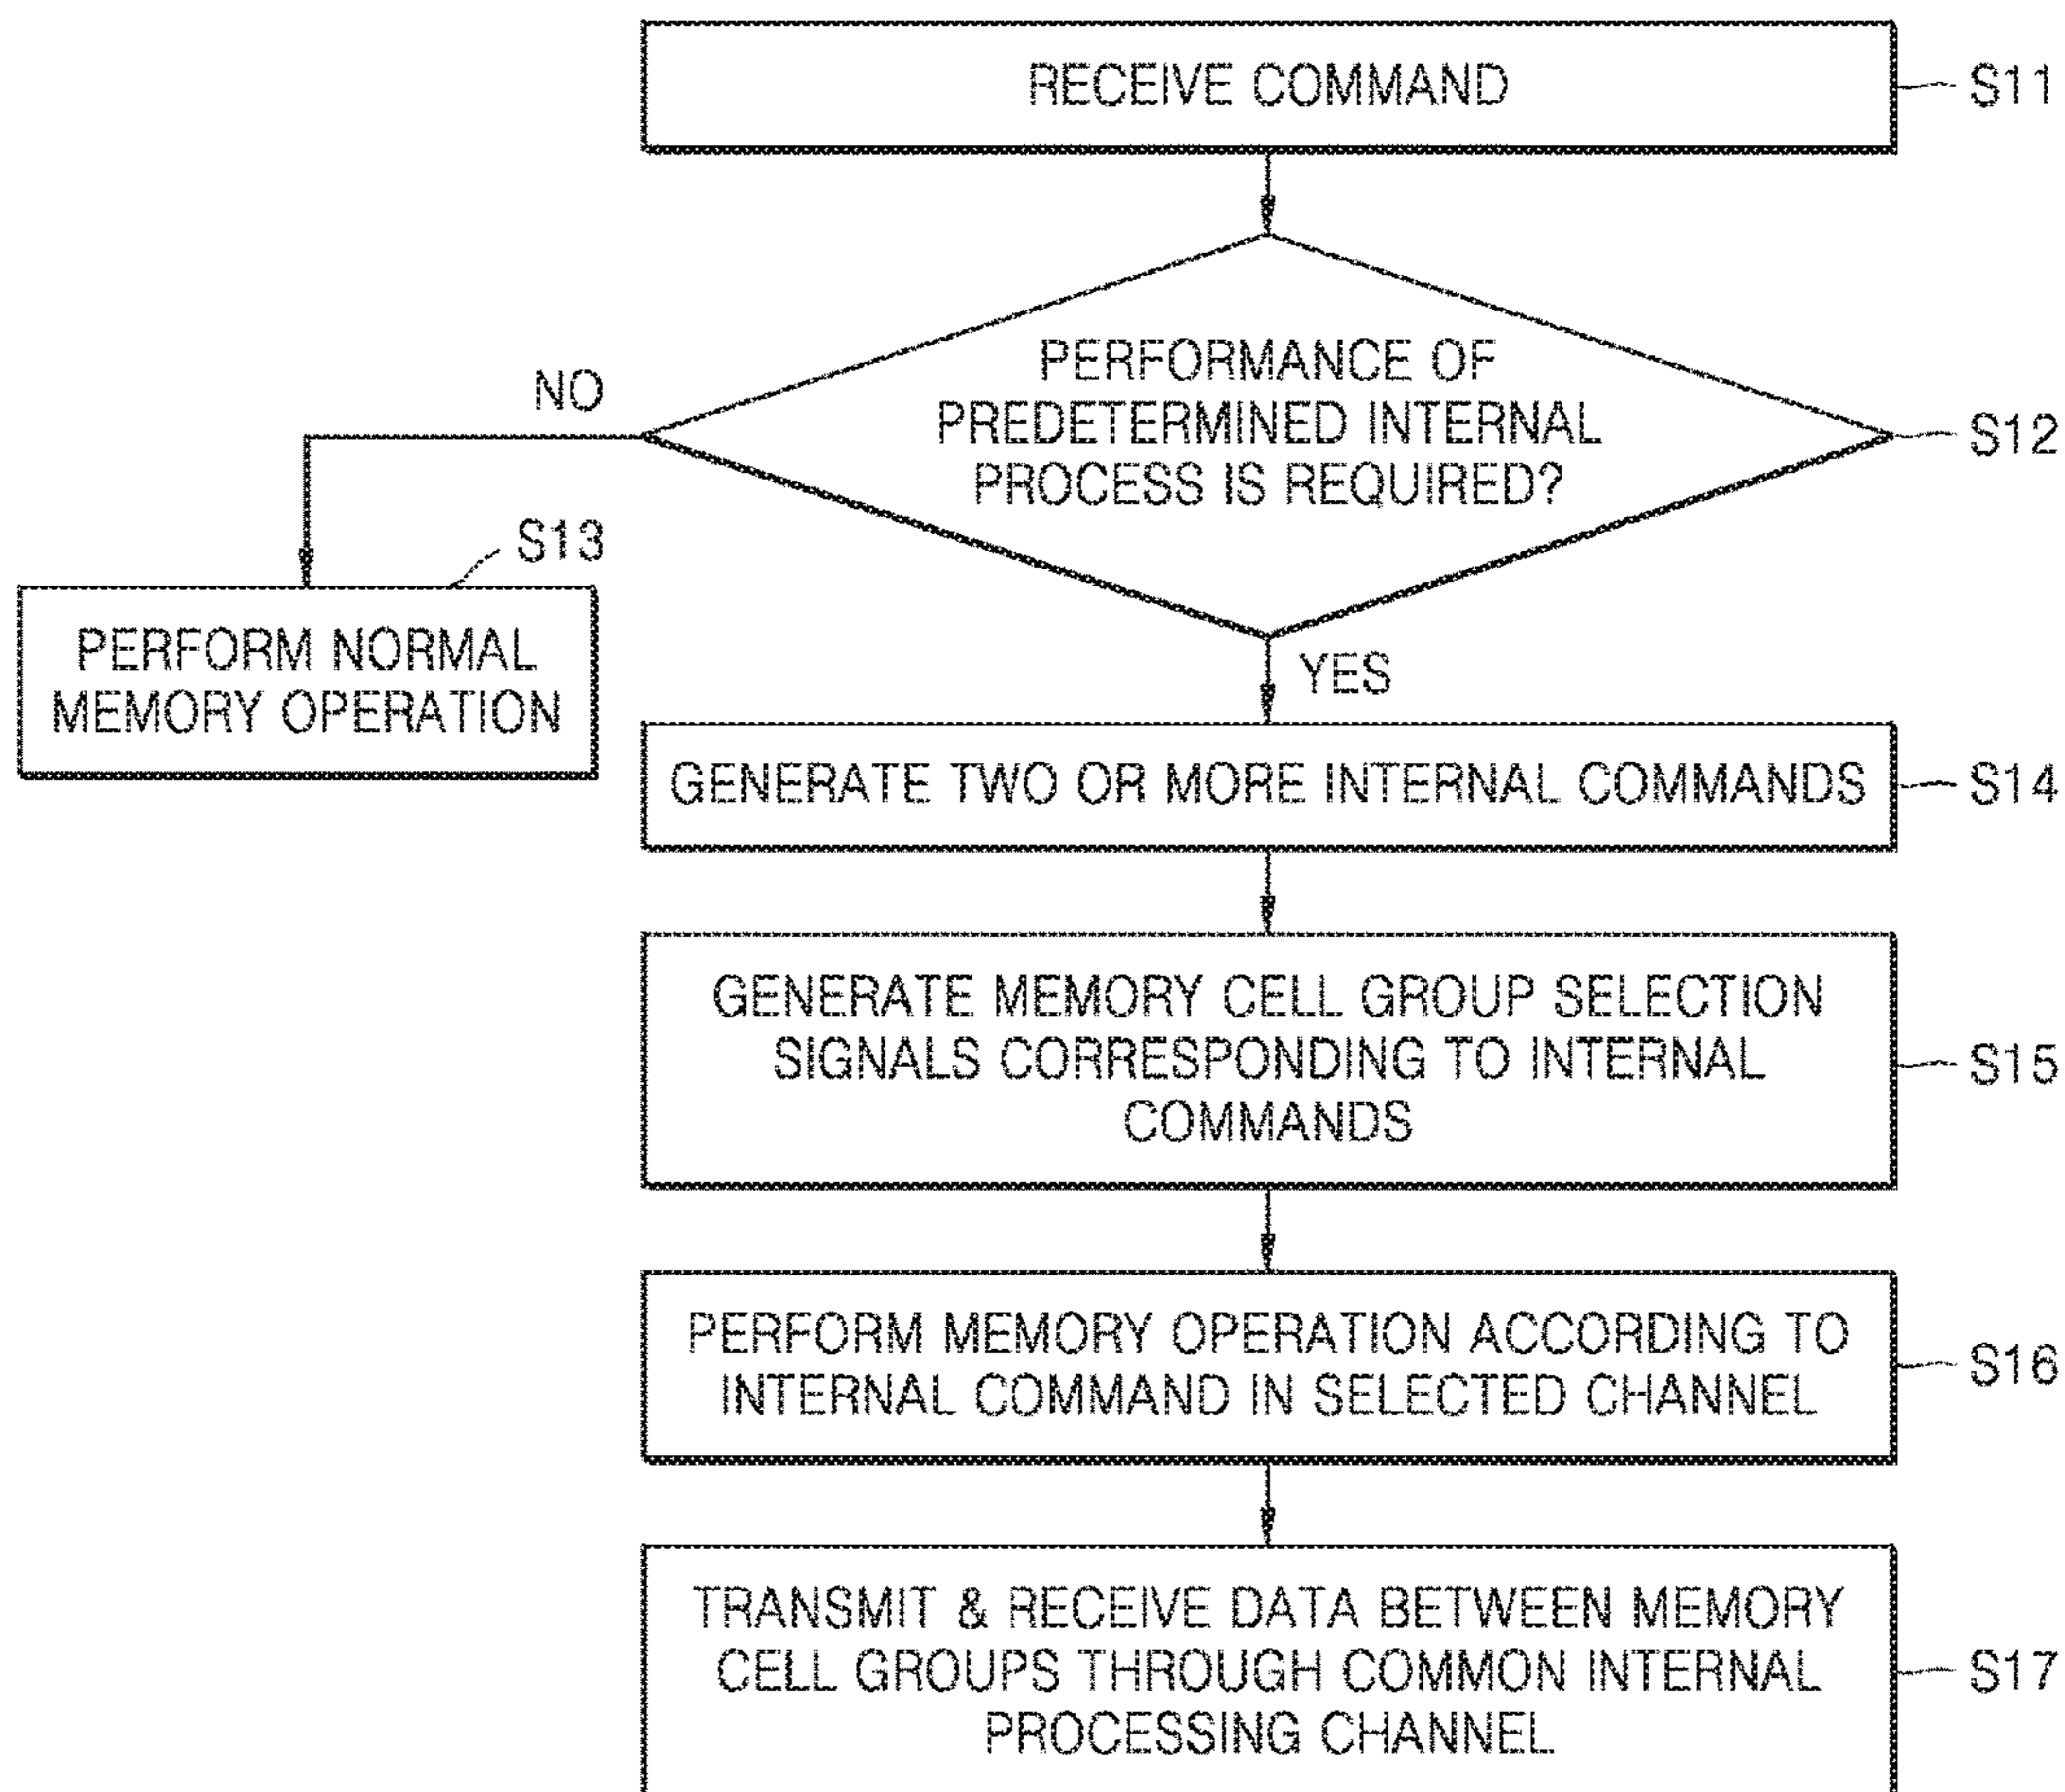 RECEIVE COMMAND
S11
PERFORMANCE OF
PREDETERMINED INTERNAL
PROCESS IS REQUIRED?
S12
NO
S13
PERFORM NORMAL
MEMORY OPERATION
YES
GENERATE TWO OR MORE INTERNAL COMMANDS
S14
GENERATE MEMORY CELL GROUP SELECTION
SIGNALS CORRESPONDING TO INTERNAL
COMMANDS
S15
PERFORM MEMORY OPERATION ACCORDING TO
INTERNAL COMMAND IN SELECTED CHANNEL
S16
TRANSMIT & RECEIVE DATA BETWEEN MEMORY
CELL GROUPS THROUGH COMMON INTERNAL
PROCESSING CHANNEL
S17